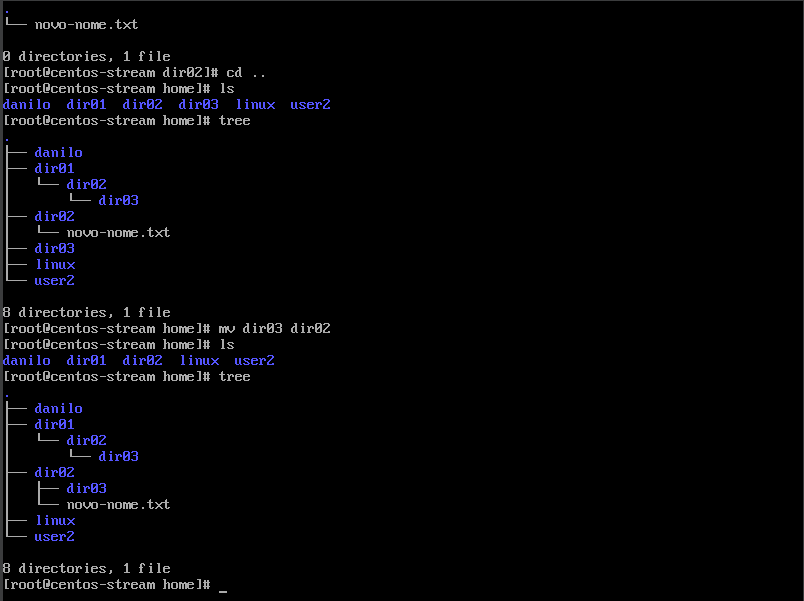 .
└── novo-nome.txt

0 directories, 1 file
[root@centos-stream dir02]# cd ..
[root@centos-stream home]# ls
danilo  dir01  dir02  dir03  linux  user2
[root@centos-stream home]# tree
.
├── danilo
├── dir01
│   └── dir02
│       └── dir03
├── dir02
│   └── novo-nome.txt
├── dir03
├── linux
└── user2

8 directories, 1 file
[root@centos-stream home]# mv dir03 dir02
[root@centos-stream home]# ls
danilo  dir01  dir02  linux  user2
[root@centos-stream home]# tree
.
├── danilo
├── dir01
│   └── dir02
│       └── dir03
├── dir02
│   ├── dir03
│   └── novo-nome.txt
├── linux
└── user2

8 directories, 1 file
[root@centos-stream home]# _